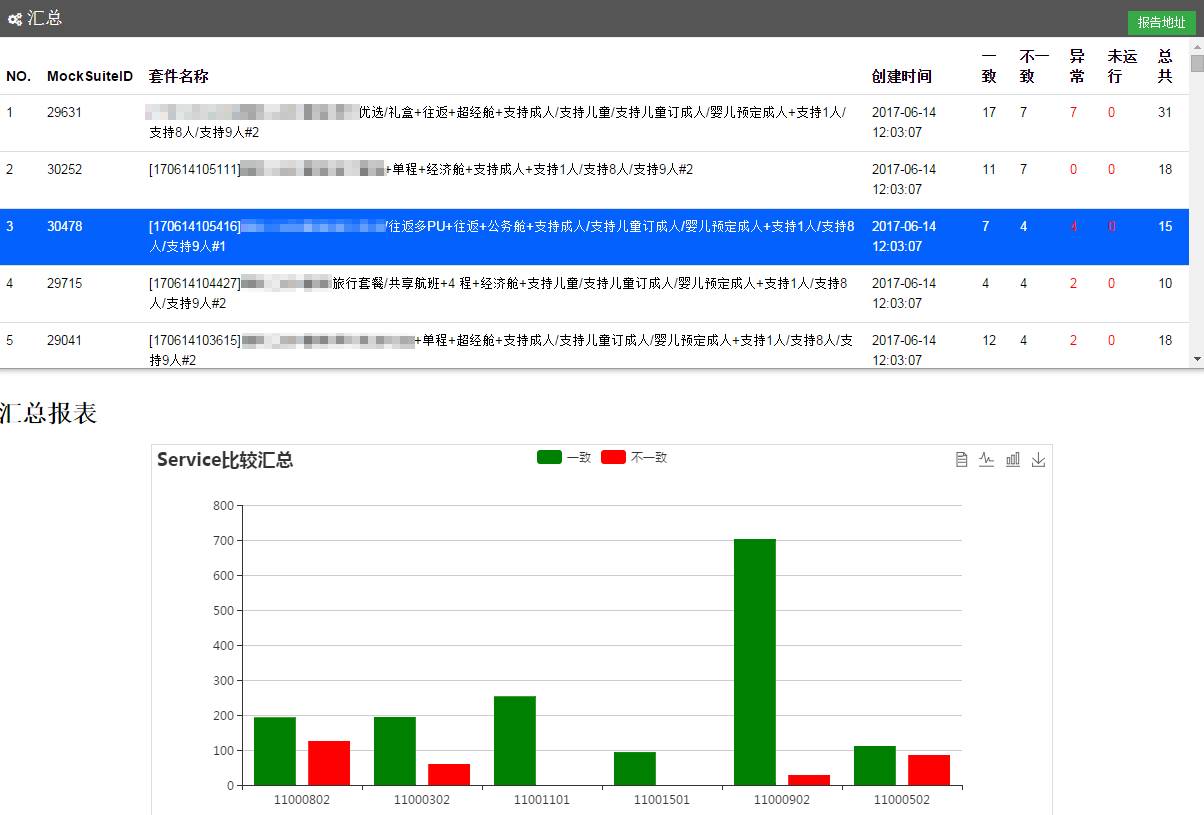 汇总
报告地址
NO. MockSuiteID 套件名称 创建时间 一致 不一致 异常 未运行 总共
1 29631 优选/礼盒+往返+超经舱+支持成人/支持儿童/支持儿童订成人/婴儿预定成人+支持1人/ 2017-06-14 17 7 7 0 31
支持8人/支持9人#2 12:03:07
2 30252 [170614105111] +单程+经济舱+支持成人+支持1人/支持8人/支持9人#2 2017-06-14 11 7 0 0 18
12:03:07
3 30478 [170614105416] /往返多PU+往返+公务舱+支持成人/支持儿童订成人/婴儿预定成人+支持1人/支持8 2017-06-14 7 4 4 0 15
人/支持9人#1 12:03:07
4 29715 [170614104427] 旅行套餐/共享航班+4 程+经济舱+支持儿童/支持儿童订成人/婴儿预定成人+支持1人/支持8 2017-06-14 4 4 2 0 10
人/支持9人#2 12:03:07
5 29041 [170614103615] +单程+超经舱+支持成人/支持儿童订成人/婴儿预定成人+支持1人/支持8人/支 2017-06-14 12 4 2 0 18
持9人#2 12:03:07
汇总报表
Service比较汇总
一致 不一致
800
700
600
500
400
300
200
100
0
11000802 11000302 11001101 11001501 11000902 11000502